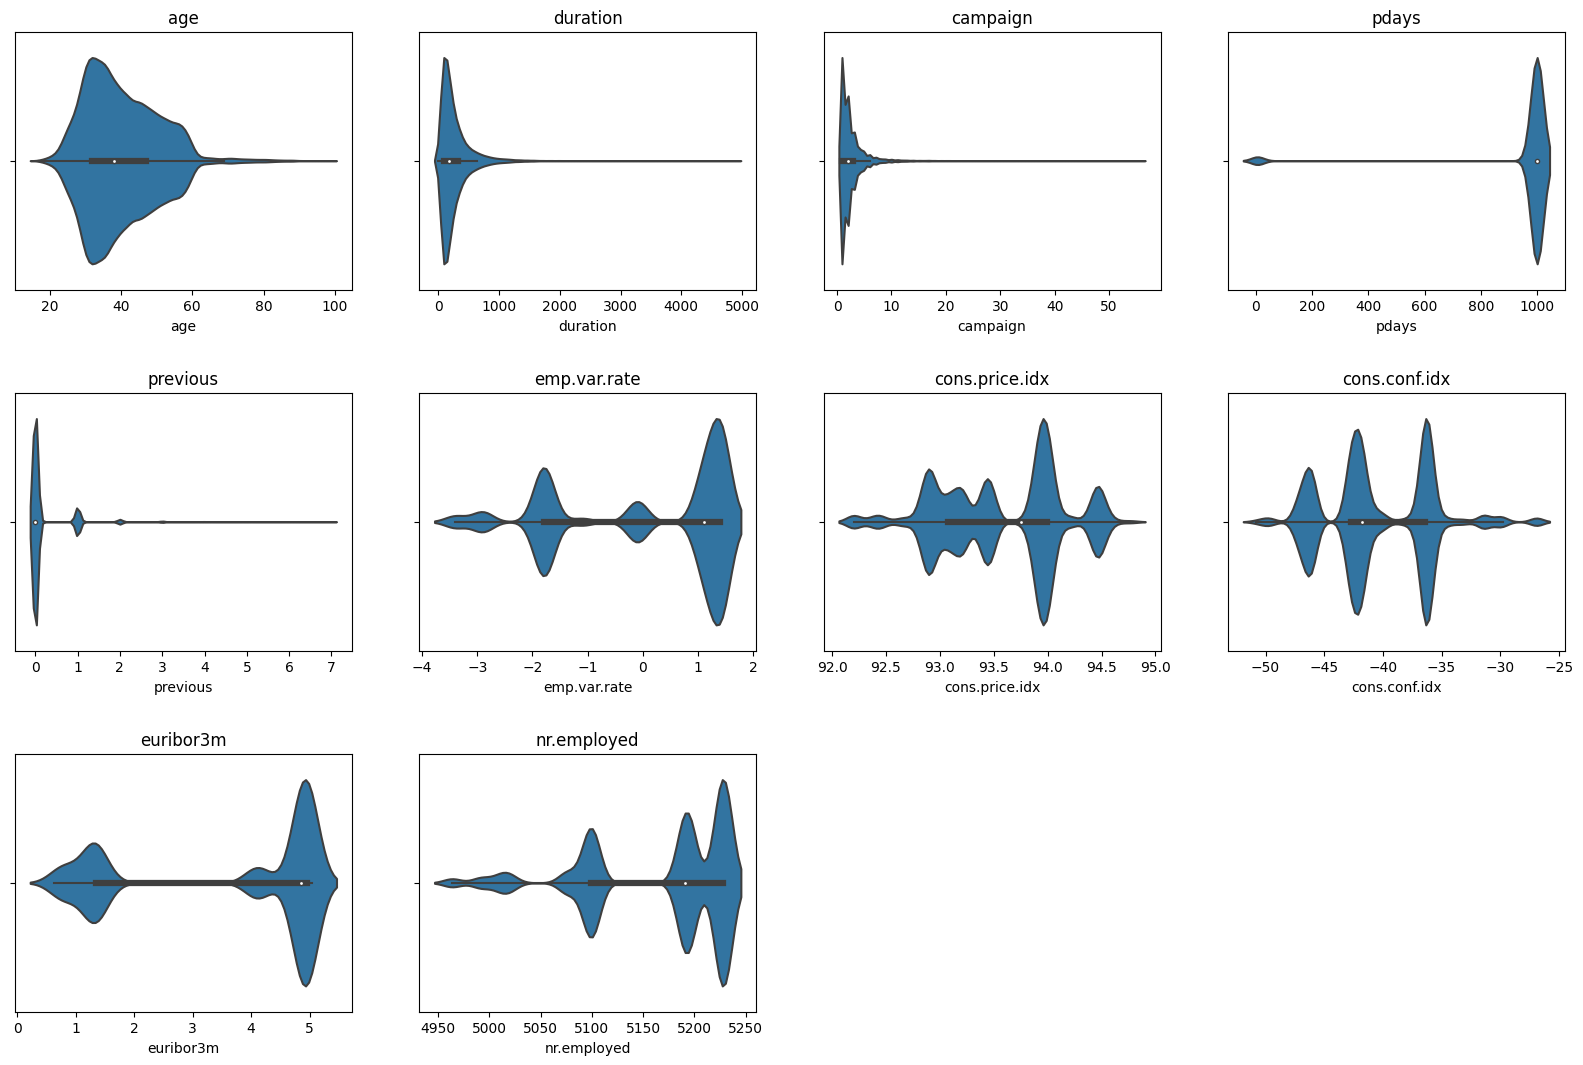 age duration campaign pdays
20 40 60 80 100 0 1000 2000 3000 4000 5000 0 10 20 30 40 50 0 200 400 600 800 1000
age duration campaign pdays
previous emp.var.rate cons.price.idx cons.conf.idx
0 1 2 3 4 5 6 7 −4 −3 −2 −1 0 1 2 92.0 92.5 93.0 93.5 94.0 94.5 95.0 −50 −45 −40 −35 −30 −25
previous emp.var.rate cons.price.idx cons.conf.idx
euribor3m nr.employed
0 1 2 3 4 5 4950 5000 5050 5100 5150 5200 5250
euribor3m nr.employed